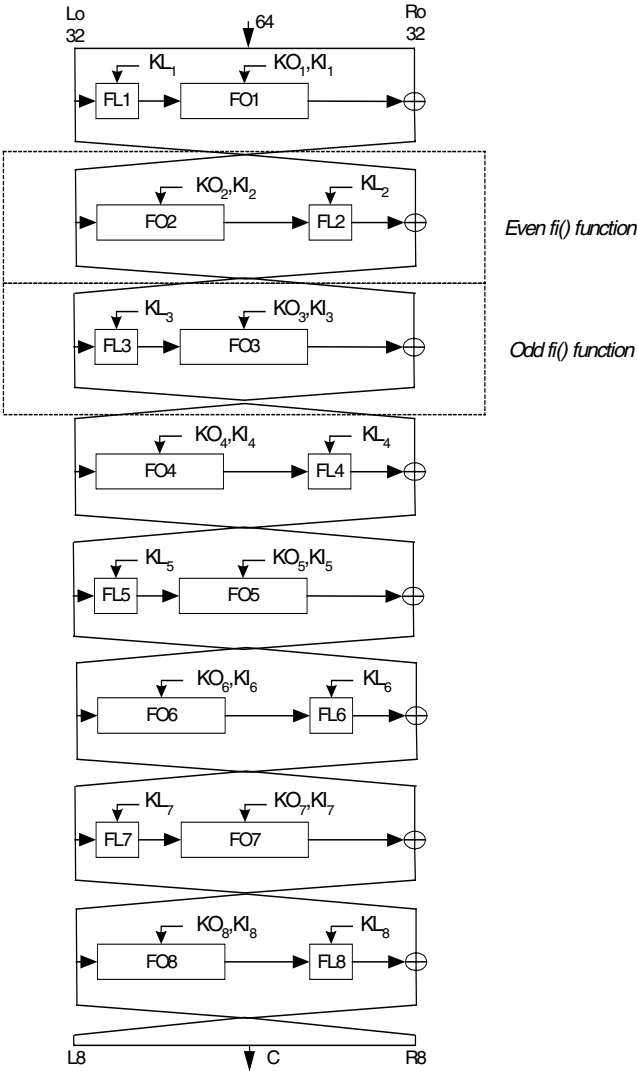 Lo 64 Ro
32 32
KL1 KO1,KI1
FL1 FO1
KO2,KI2 KL2
FO2 FL2 Even fi() function
KL3 KO3,KI3
FL3 FO3 Odd fi() function
KO4,KI4 KL4
FO4 FL4
KL5 KO5,KI5
FL5 FO5
KO6,KI6 KL6
FO6 FL6
KL7 KO7,KI7
FL7 FO7
KO8,KI8 KL8
FO8 FL8
L8 C R8